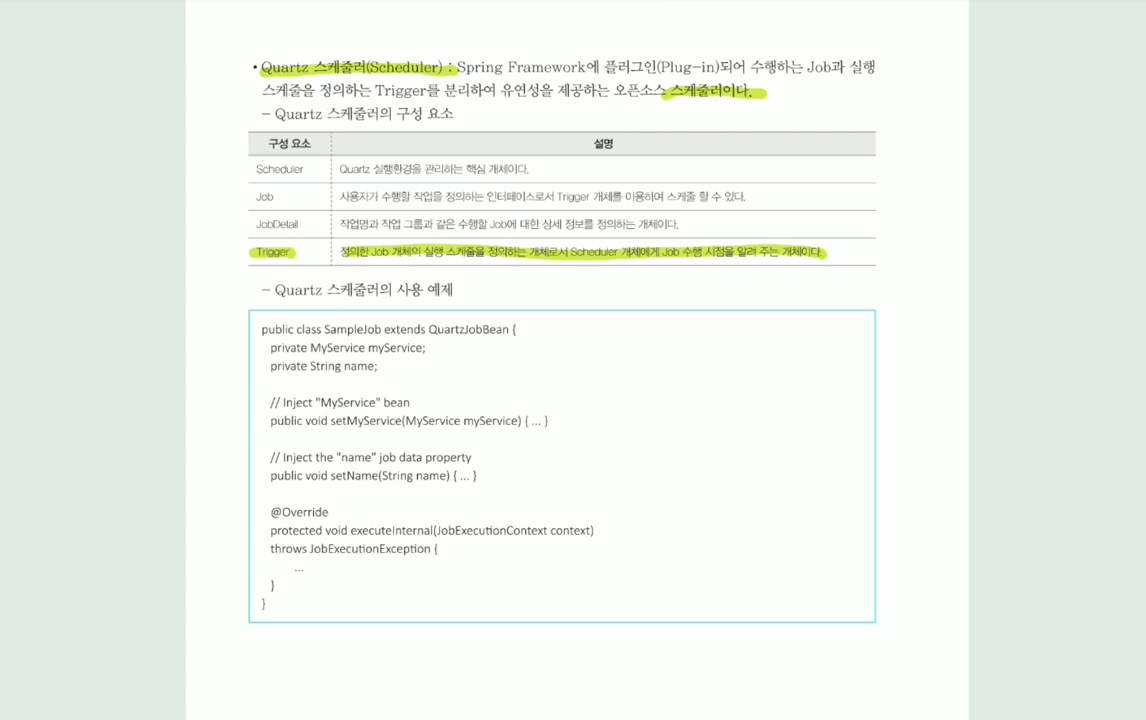 • Quartz 스케줄러(Scheduler) : Spring Framework에 플러그인(Plug-in)되어 수행하는 Job과 실행
스케줄을 정의하는 Trigger를 분리하여 유연성을 제공하는 오픈소스 스케줄러이다.
– Quartz 스케줄러의 구성 요소
구성 요소 설명
Scheduler Quartz 실행환경을 관리하는 핵심 개체이다.
Job 사용자가 수행할 작업을 정의하는 인터페이스로서 Trigger 개체를 이용하여 스케줄 할 수 있다.
JobDetail 작업명과 작업 그룹과 같은 수행할 Job에 대한 상세 정보를 정의하는 개체이다.
Trigger 정의한 Job 개체의 실행 스케줄을 정의하는 개체로서 Scheduler 개체에게 Job 수행 시점을 알려 주는 개체이다.
– Quartz 스케줄러의 사용 예제
public class SampleJob extends QuartzJobBean {
private MyService myService;
private String name;
// Inject "MyService" bean
public void setMyService(MyService myService) { ... }
// Inject the "name" job data property
public void setName(String name) { ... }
@Override
protected void executeInternal(JobExecutionContext context)
throws JobExecutionException {
...
}
}